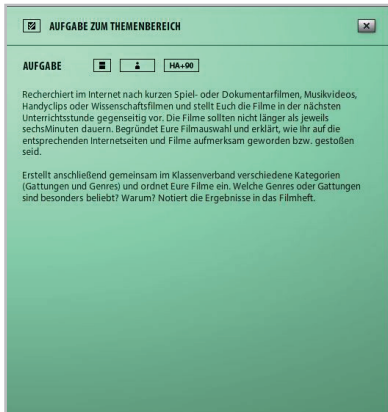 AUFGABE ZUM THEMENBEREICH
AUFGABE HA+90
Recherchiert im Internet nach kurzen Spiel- oder Dokumentarfilmen, Musikvideos,
Handyclips oder Wissenschaftsfilmen und stellt Euch die Filme in der nächsten
Unterrichtsstunde gegenseitig vor. Die Filme sollten nicht länger als jeweils
sechsMinuten dauern. Begründet Eure Filmauswahl und erklärt, wie Ihr auf die
entsprechenden Internetseiten und Filme aufmerksam geworden bzw. gestoßen
seid.
Erstellt anschließend gemeinsam im Klassenverband verschiedene Kategorien
(Gattungen und Genres) und ordnet Eure Filme ein. Welche Genres oder Gattungen
sind besonders beliebt? Warum? Notiert die Ergebnisse in das Filmheft.